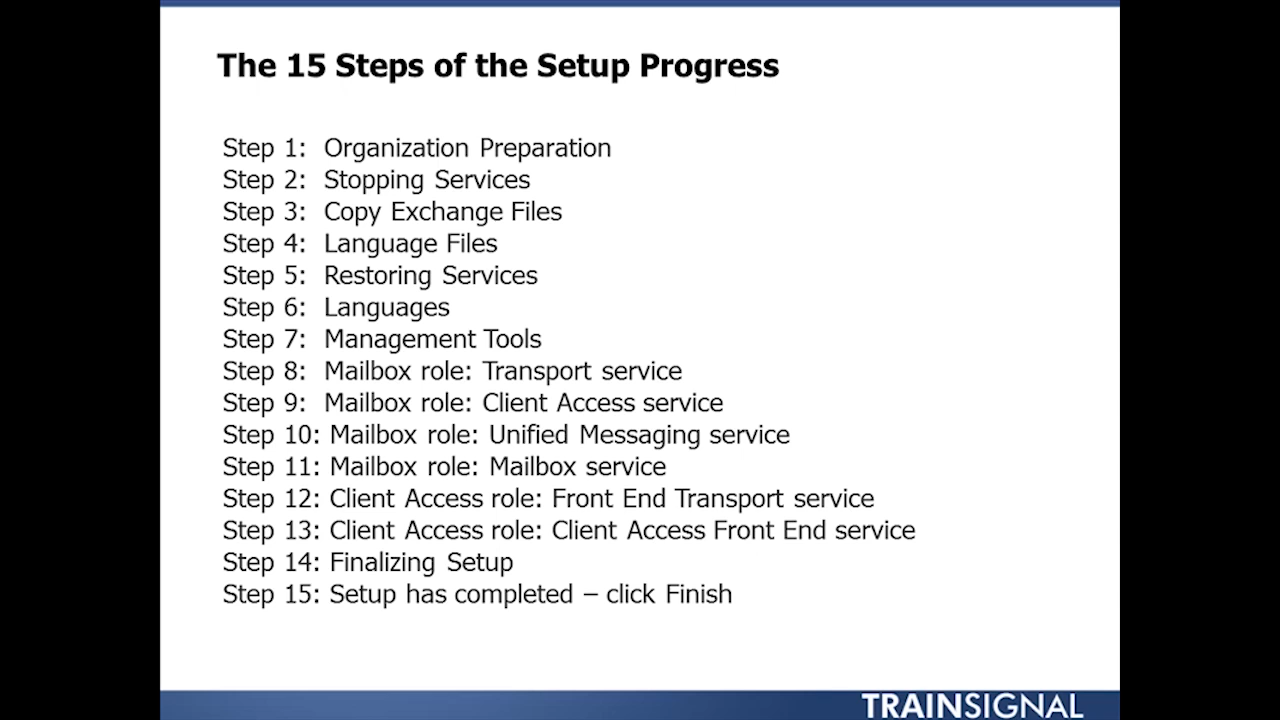 The 15 Steps of the Setup Progress
Step 1: Organization Preparation
Step 2: Stopping Services
Step 3: Copy Exchange Files
Step 4: Language Files
Step 5: Restoring Services
Step 6: Languages
Step 7: Management Tools
Step 8: Mailbox role: Transport service
Step 9: Mailbox role: Client Access service
Step 10: Mailbox role: Unified Messaging service
Step 11: Mailbox role: Mailbox service
Step 12: Client Access role: Front End Transport service
Step 13: Client Access role: Client Access Front End service
Step 14: Finalizing Setup
Step 15: Setup has completed – click Finish
TRAINSIGNAL